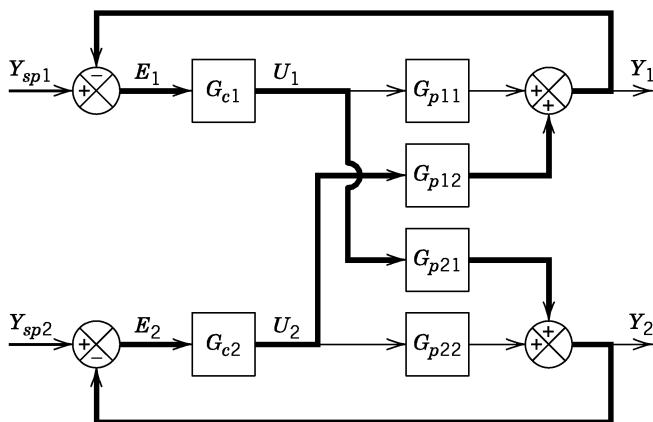 Y_sp1 − + E_1 G_c1 U_1 G_p11 + + Y_1
G_p12
G_p21
Y_sp2 + − E_2 G_c2 U_2 G_p22 + + Y_2